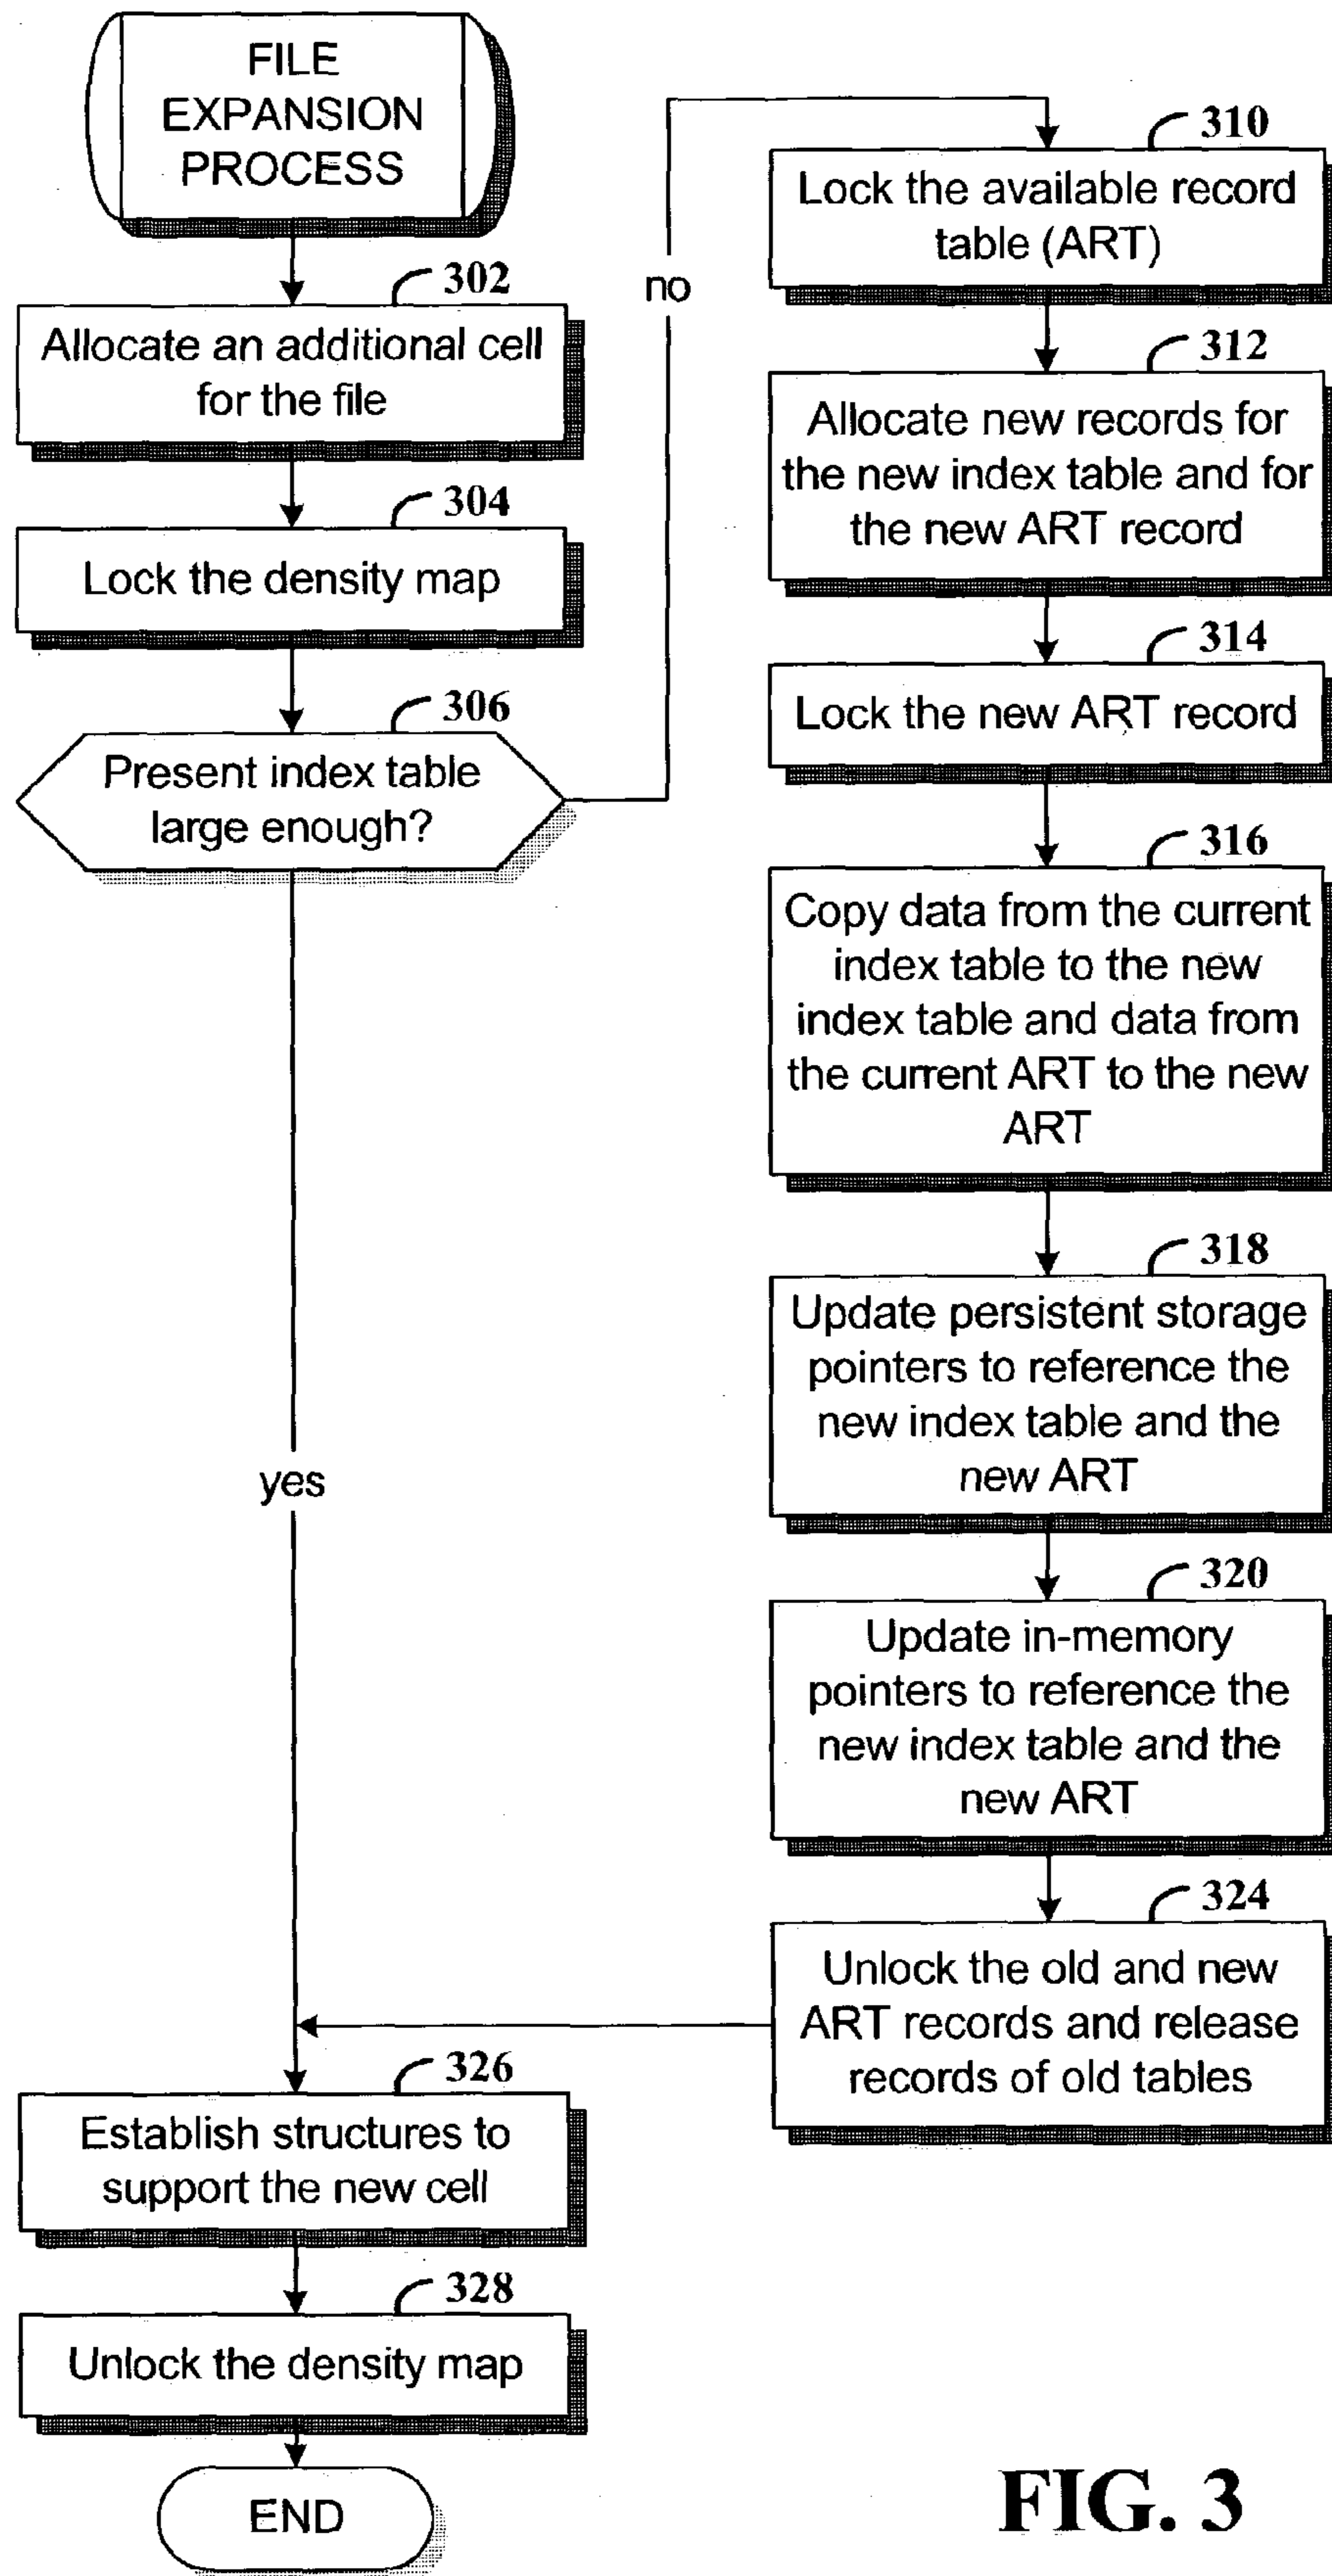 FILE
EXPANSION
PROCESS
302
Allocate an additional cell
for the file
304
Lock the density map
306
Present index table
large enough?
no
yes
310
Lock the available record
table (ART)
312
Allocate new records for
the new index table and for
the new ART record
314
Lock the new ART record
316
Copy data from the current
index table to the new
index table and data from
the current ART to the new
ART
318
Update persistent storage
pointers to reference the
new index table and the
new ART
320
Update in-memory
pointers to reference the
new index table and the
new ART
324
Unlock the old and new
ART records and release
records of old tables
326
Establish structures to
support the new cell
328
Unlock the density map
END
FIG. 3